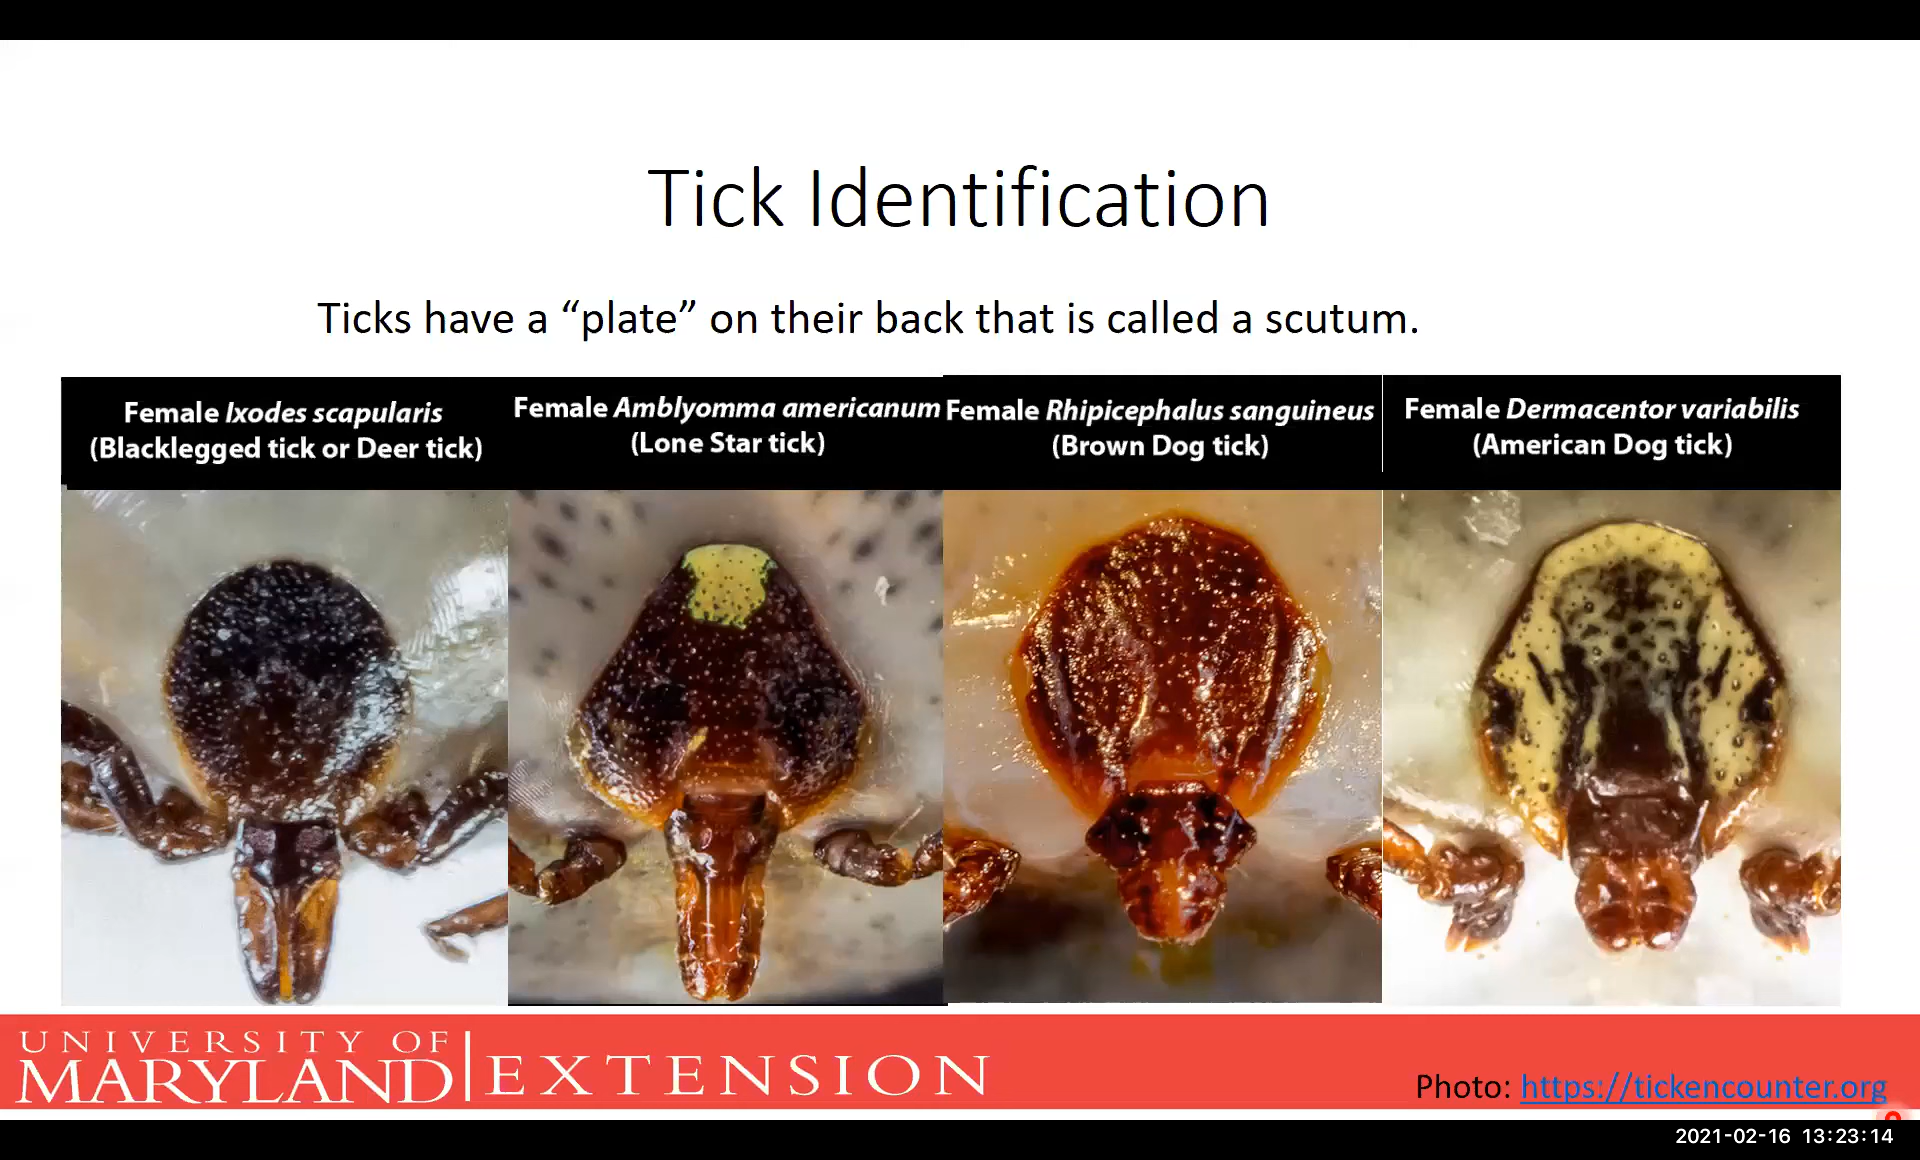 Tick Identification
Ticks have a “plate” on their back that is called a scutum.
Female Ixodes scapularis
(Blacklegged tick or Deer tick)
Female Amblyomma americanum
(Lone Star tick)
Female Rhipicephalus sanguineus
(Brown Dog tick)
Female Dermacentor variabilis
(American Dog tick)
UNIVERSITY OF
MARYLAND
EXTENSION
Photo: https://tickencounter.org
2021-02-16 13:23:14